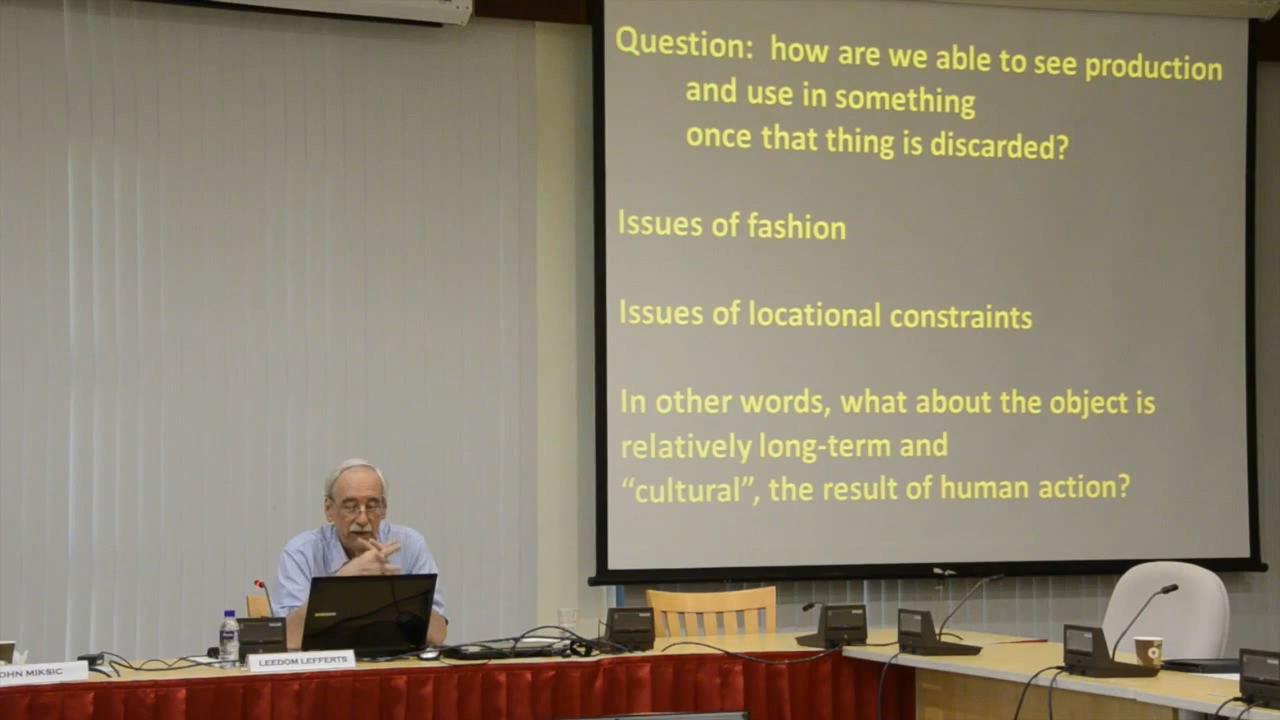 Question: how are we able to see production
and use in something
once that thing is discarded?
Issues of fashion
Issues of locational constraints
In other words, what about the object is
relatively long-term and
“cultural”, the result of human action?
OHN MIKSIC
LEEDOM LEFFERTS
SAMSUNG